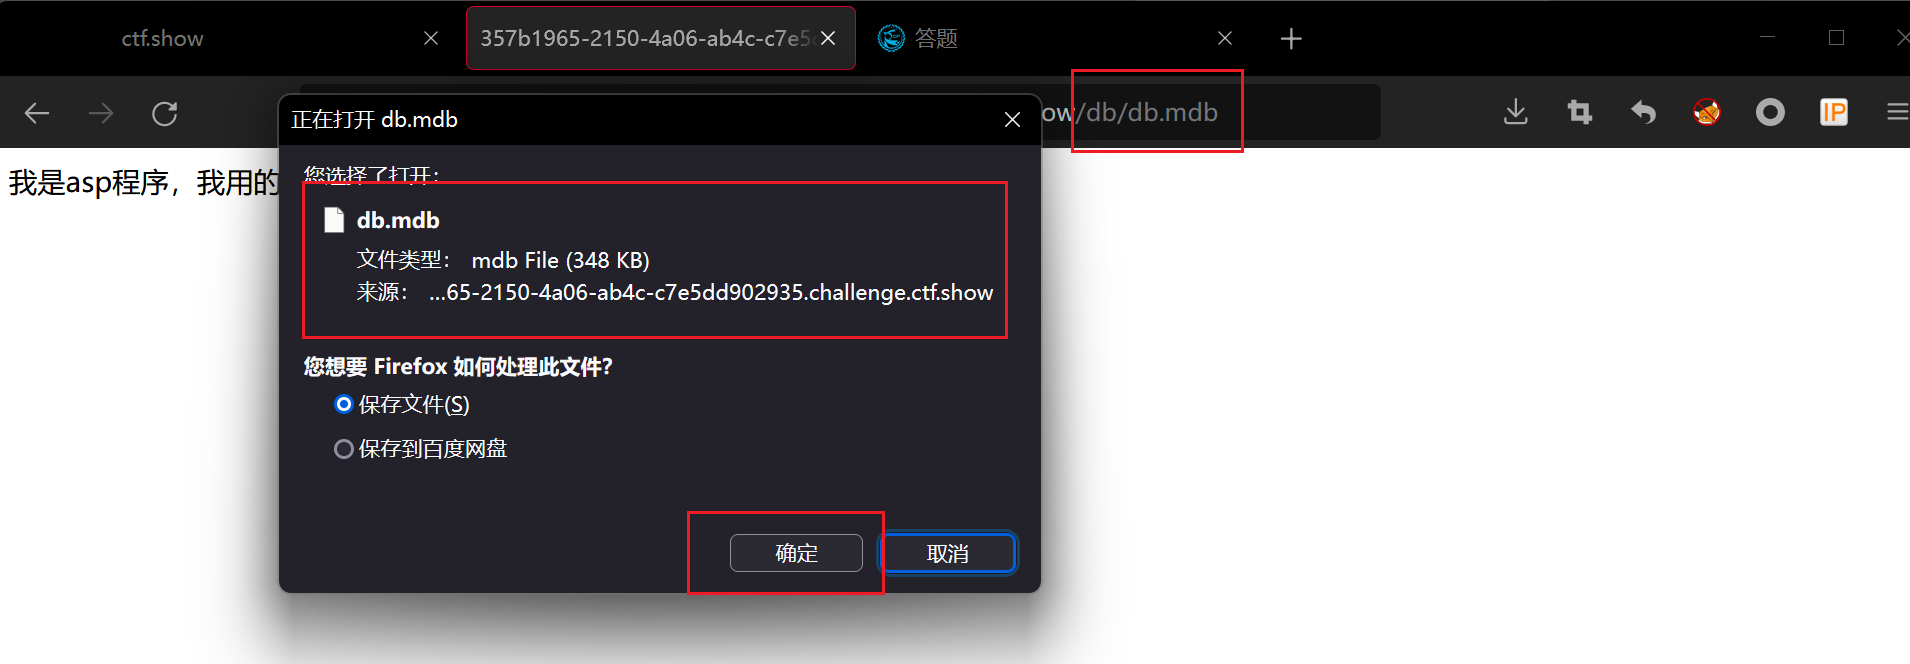 ctf.show
357b1965-2150-4a06-ab4c-c7e5
答题
ow/db/db.mdb
IP
正在打开 db.mdb
我是asp程序，我用的
您选择了打开：
db.mdb
文件类型： mdb File (348 KB)
来源： ...65-2150-4a06-ab4c-c7e5dd902935.challenge.ctf.show
您想要 Firefox 如何处理此文件?
保存文件(S)
保存到百度网盘
确定
取消